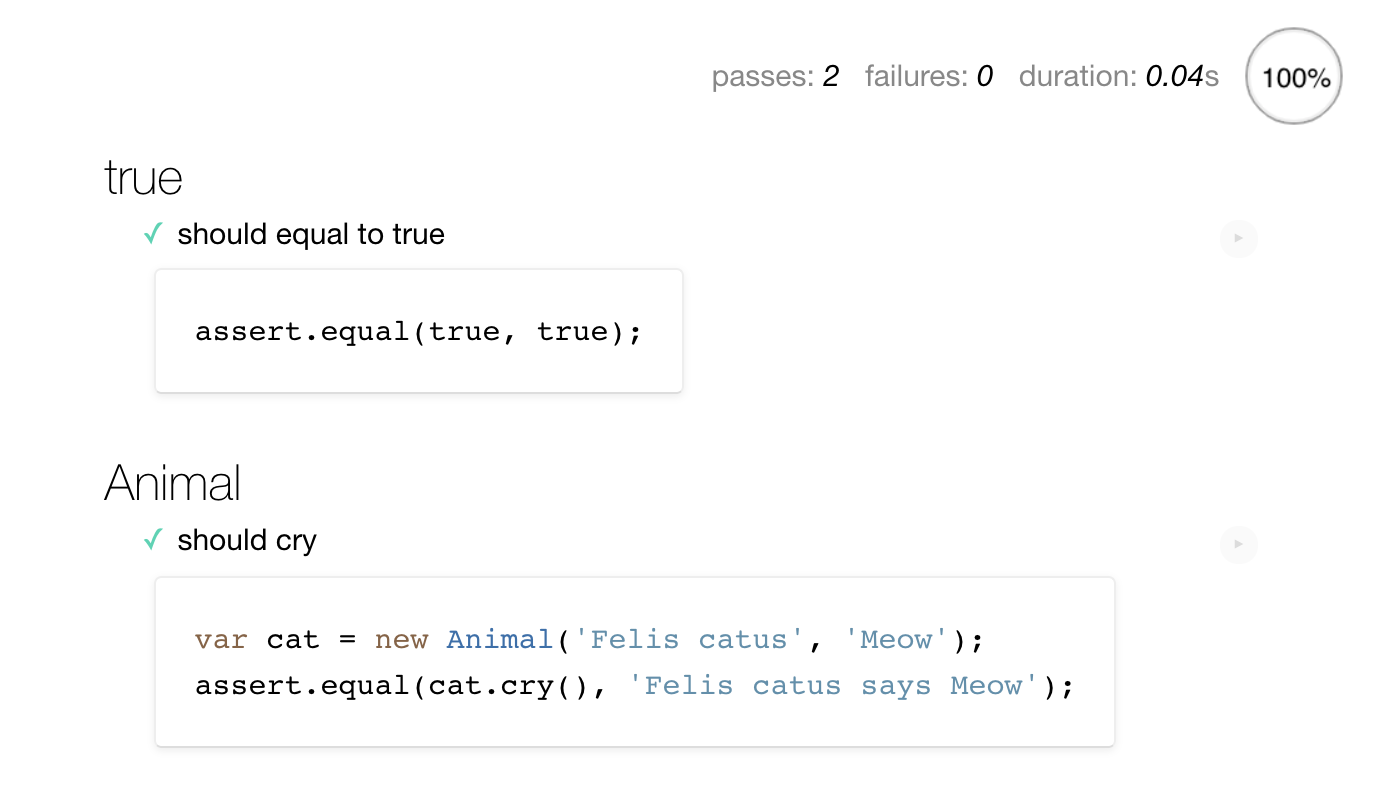 passes: 2 failures: 0 duration: 0.04s 100%
true
✓ should equal to true
assert.equal(true, true);
Animal
✓ should cry
var cat = new Animal('Felis catus', 'Meow');
assert.equal(cat.cry(), 'Felis catus says Meow');